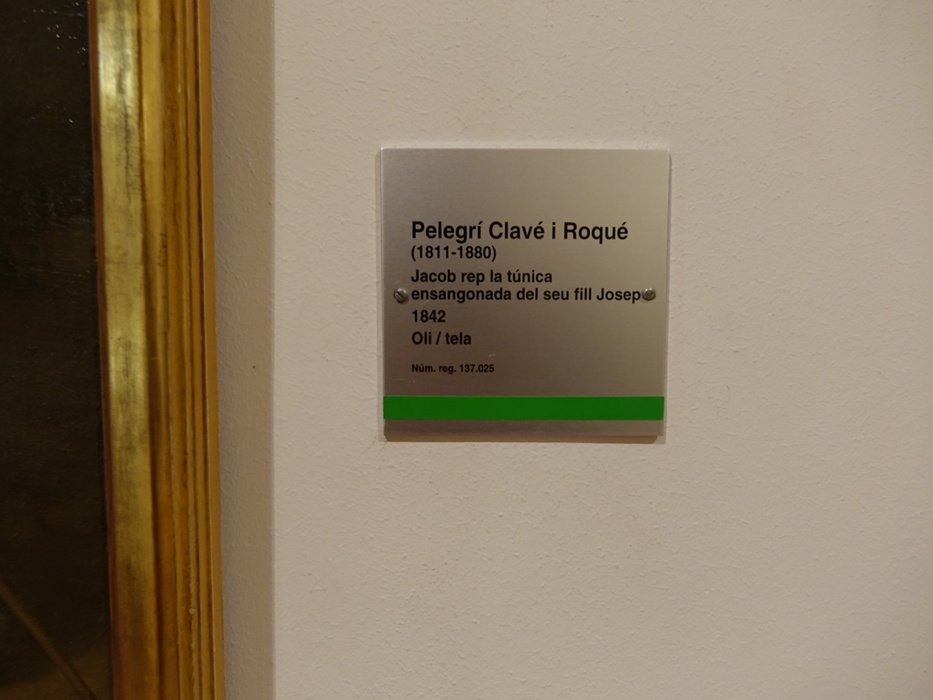 Pelegrí Clavé i Roqué
(1811-1880)
Jacob rep la túnica
ensangonada del seu fill Josep
1842
Oli / tela
Núm. reg. 137.025